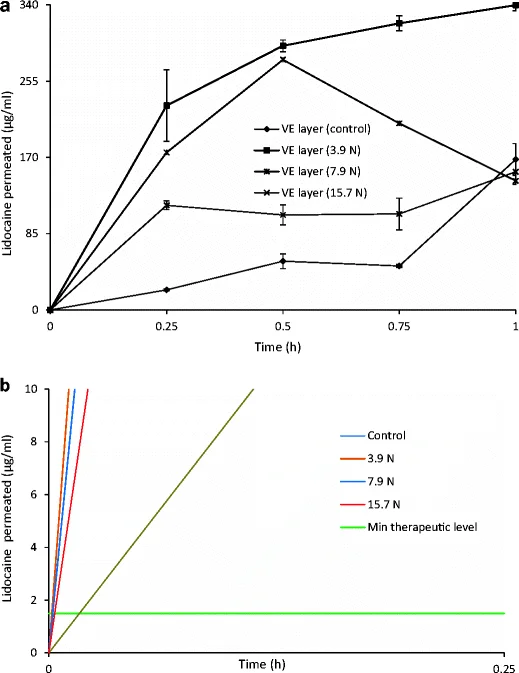 a
340
255
170
85
0
Lidocaine permeated (µg/ml)
VE layer (control)
VE layer (3.9 N)
VE layer (7.9 N)
VE layer (15.7 N)
0 0.25 0.5 0.75 1
Time (h)
b
10
8
6
4
2
0
Lidocaine permeated (µg/ml)
Control
3.9 N
7.9 N
15.7 N
Min therapeutic level
0 Time (h) 0.25